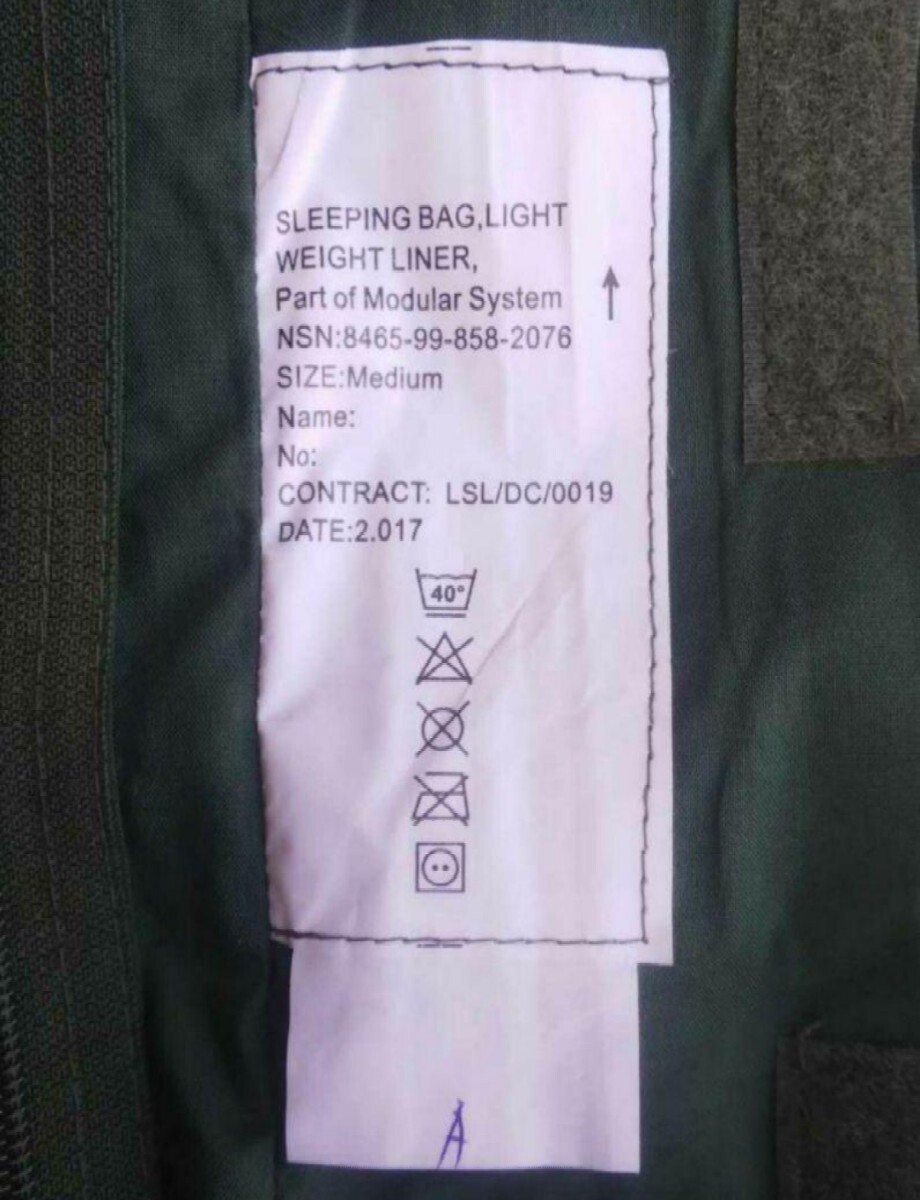 SLEEPING BAG,LIGHT
WEIGHT LINER,
Part of Modular System
NSN:8465-99-858-2076
SIZE:Medium
Name:
No:
CONTRACT: LSL/DC/0019
DATE:2.017
40°
A